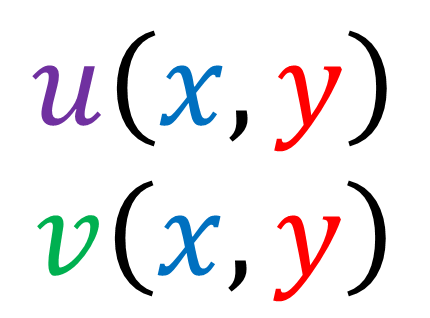 u(x, y)
v(x, y)